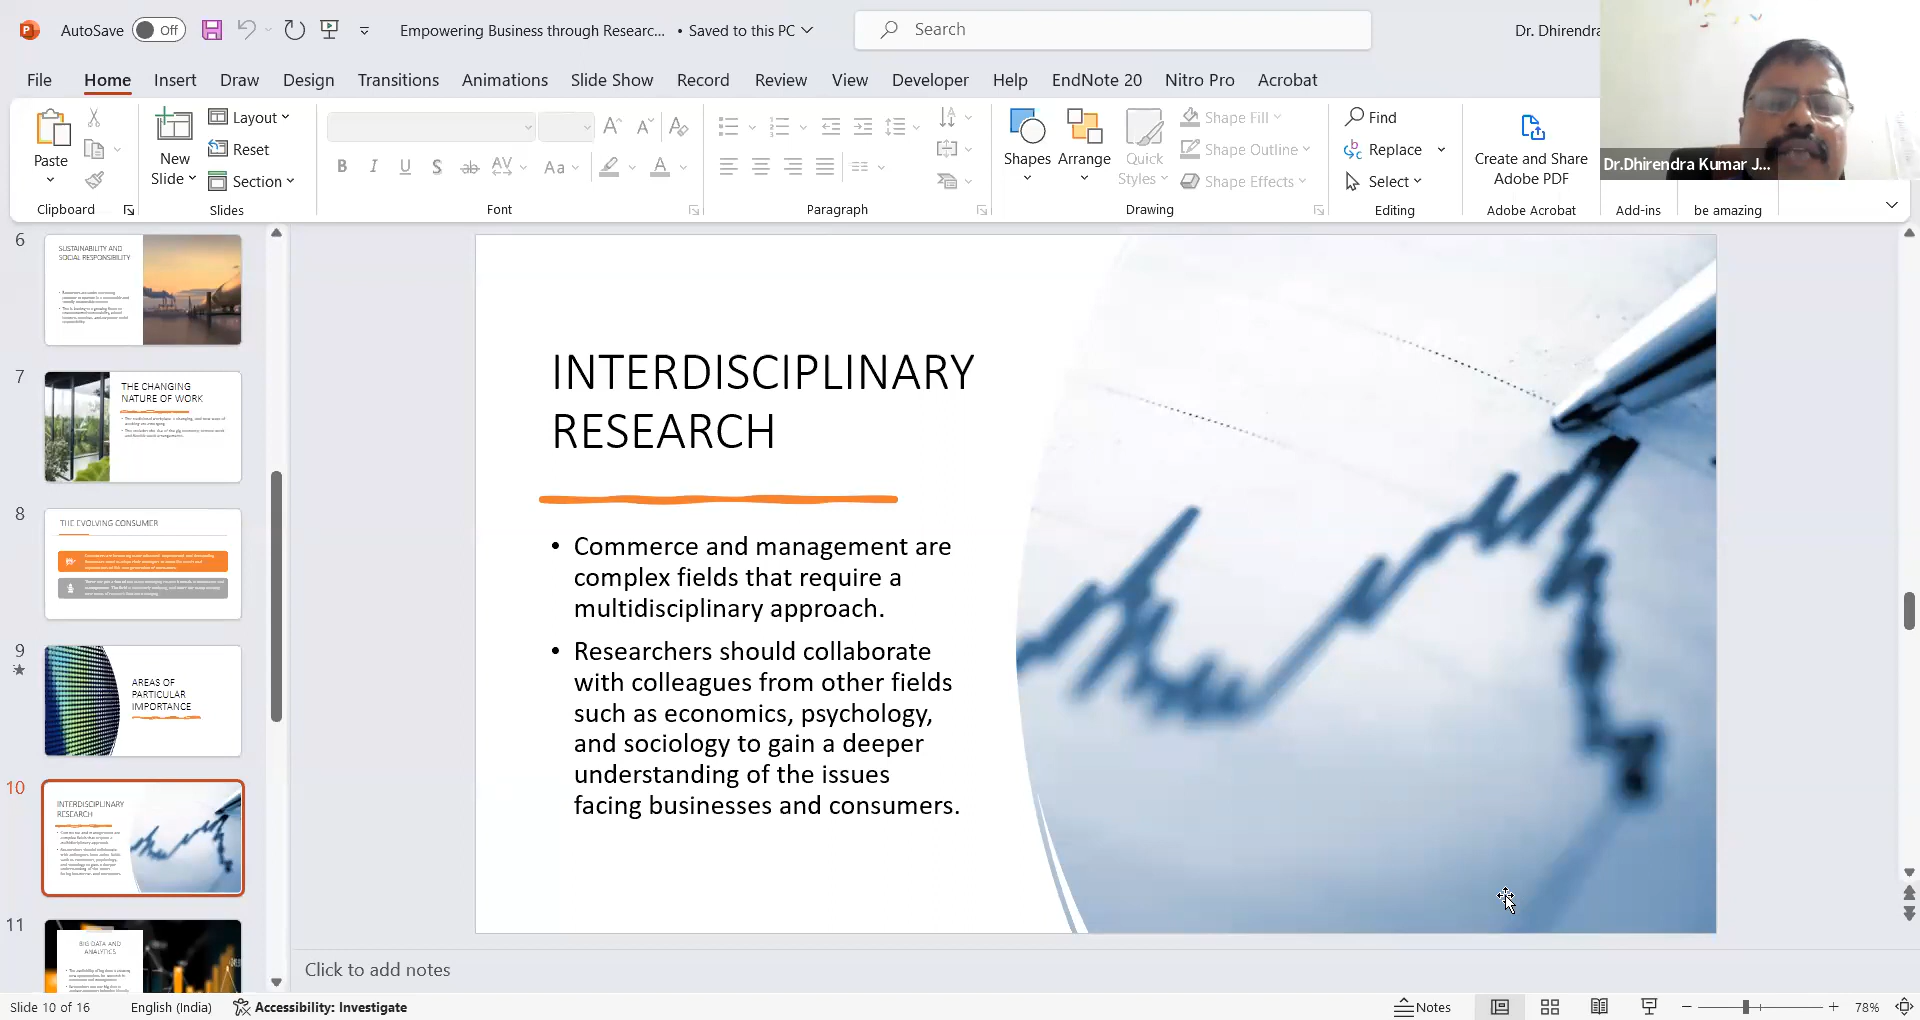 AutoSave Off Empowering Business through Researc... • Saved to this PC Search Dr. Dhirendra
File Home Insert Draw Design Transitions Animations Slide Show Record Review View Developer Help EndNote 20 Nitro Pro Acrobat
Paste
Clipboard
New
Slide
Layout
Reset
Section
Slides
B I U S ab AV Aa A
Font
Paragraph
Shapes
Arrange
Quick
Styles
Shape Fill
Shape Outline
Shape Effects
Drawing
Find
Replace
Select
Editing
Create and Share
Adobe PDF
Adobe Acrobat
Add-ins
be amazing
Dr.Dhirendra Kumar J...
6
SUSTAINABILITY AND
SOCIAL RESPONSIBILITY
7
THE CHANGING
NATURE OF WORK
8
THE EVOLVING CONSUMER
9
AREAS OF
PARTICULAR
IMPORTANCE
10
INTERDISCIPLINARY
RESEARCH
11
BIG DATA AND
ANALYTICS
INTERDISCIPLINARY
RESEARCH
• Commerce and management are
complex fields that require a
multidisciplinary approach.
• Researchers should collaborate
with colleagues from other fields
such as economics, psychology,
and sociology to gain a deeper
understanding of the issues
facing businesses and consumers.
Click to add notes
Slide 10 of 16 English (India) Accessibility: Investigate Notes 78%